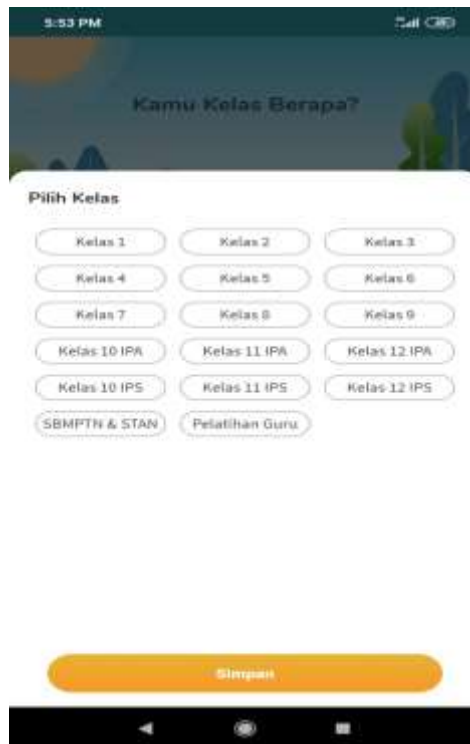 5:53 PM
Kamu Kelas Berapa?
Pilih Kelas
Kelas 1 Kelas 2 Kelas 3
Kelas 4 Kelas 5 Kelas 6
Kelas 7 Kelas 8 Kelas 9
Kelas 10 IPA Kelas 11 IPA Kelas 12 IPA
Kelas 10 IPS Kelas 11 IPS Kelas 12 IPS
SBMPTN & STAN Pelatihan Guru
Simpan